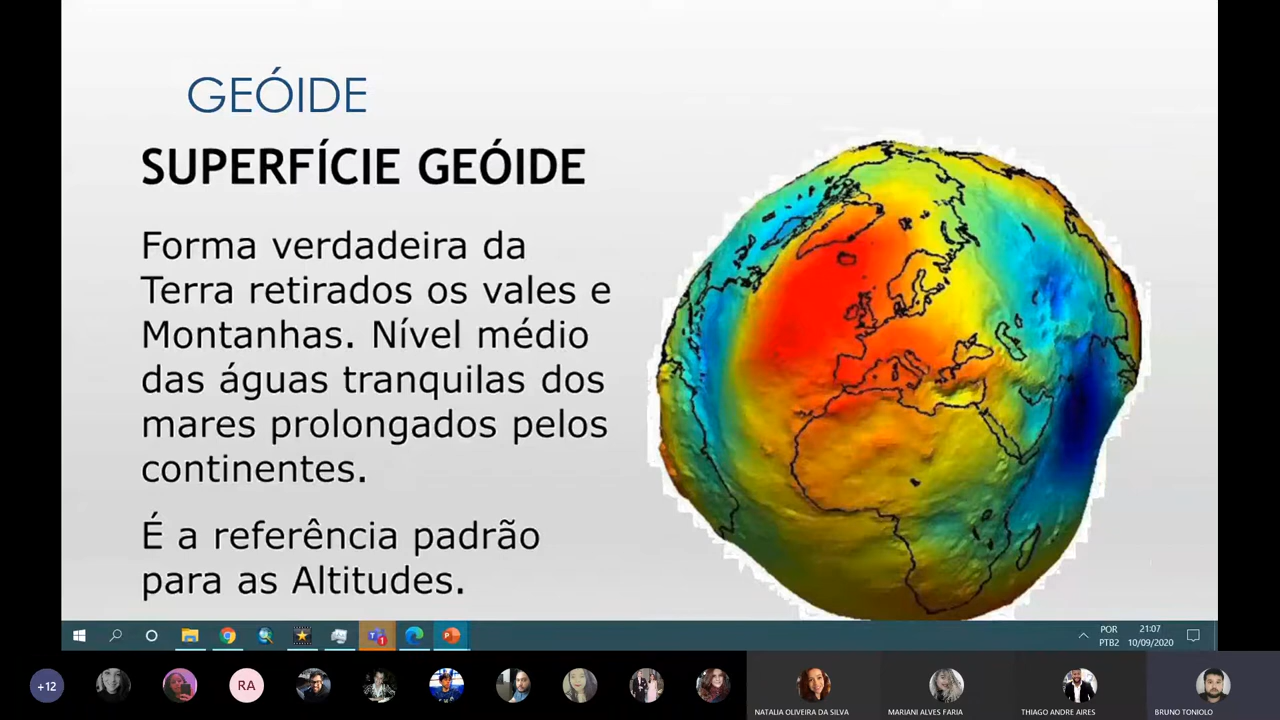 GEÓIDE
SUPERFÍCIE GEÓIDE
Forma verdadeira da
Terra retirados os vales e
Montanhas. Nível médio
das águas tranquilas dos
mares prolongados pelos
continentes.
É a referência padrão
para as Altitudes.
POR
PTB2
21:07
10/09/2020
1
+12
RA
NATALIA OLIVEIRA DA SILVA
MARIANI ALVES FARIA
THIAGO ANDRE AIRES
BRUNO TONIOLO